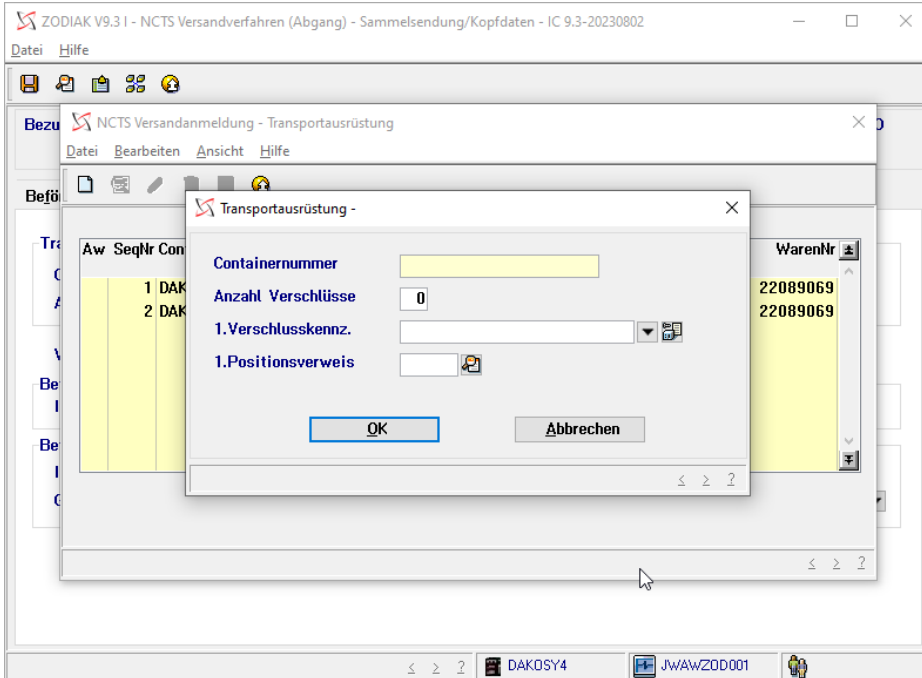 ZODIAK V9.3 I - NCTS Versandverfahren (Abgang) - Sammelsendung/Kopfdaten - IC 9.3-20230802
Datei Hilfe
NCTS Versandanmeldung - Transportausrüstung
Datei Bearbeiten Ansicht Hilfe
Transportausrüstung -
Aw SeqNr Con WarenNr
1 DAK 22089069
2 DAK 22089069
Containernummer
Anzahl Verschlüsse 0
1.Verschlusskennz.
1.Positionsverweis
OK Abbrechen
< > ?
< > ?
< > ? DAKOSY4 JWAWZOD001